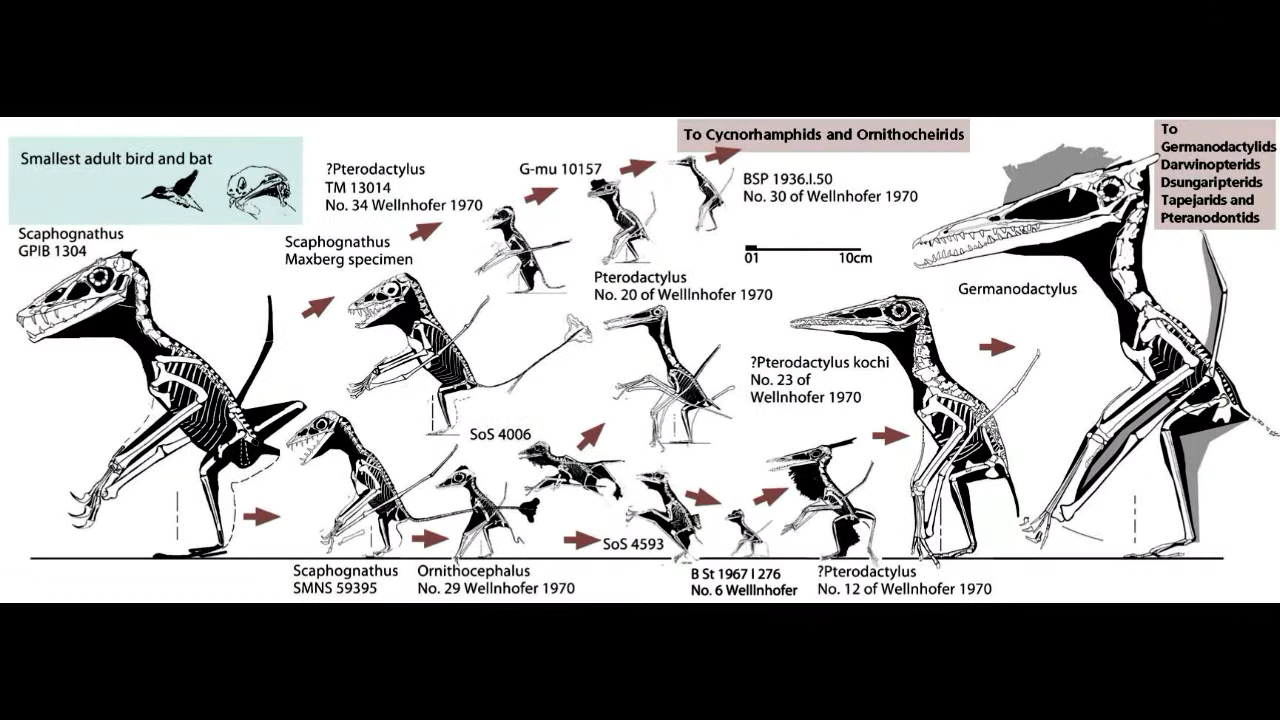 Smallest adult bird and bat
Scaphognathus
GPIB 1304
?Pterodactylus
TM 13014
No. 34 Wellnhofer 1970
Scaphognathus
Maxberg specimen
G-mu 10157
To Cycnorhamphids and Ornithocheirids
BSP 1936.I.50
No. 30 of Wellnhofer 1970
01 10cm
Pterodactylus
No. 20 of Welllnhofer 1970
To
Germanodactylids
Darwinopterids
Dsungaripterids
Tapejarids and
Pteranodontids
Germanodactylus
?Pterodactylus kochi
No. 23 of
Wellnhofer 1970
SoS 4006
SoS 4593
Scaphognathus
SMNS 59395
Ornithocephalus
No. 29 Wellnhofer 1970
B St 1967 I 276
No. 6 Welllnhofer
?Pterodactylus
No. 12 of Wellnhofer 1970